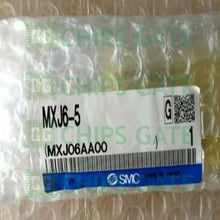 CHIPS GATE
MXJ6-5
G
(MXJ06AA00 ) 1
SMC
MADE IN JAPAN